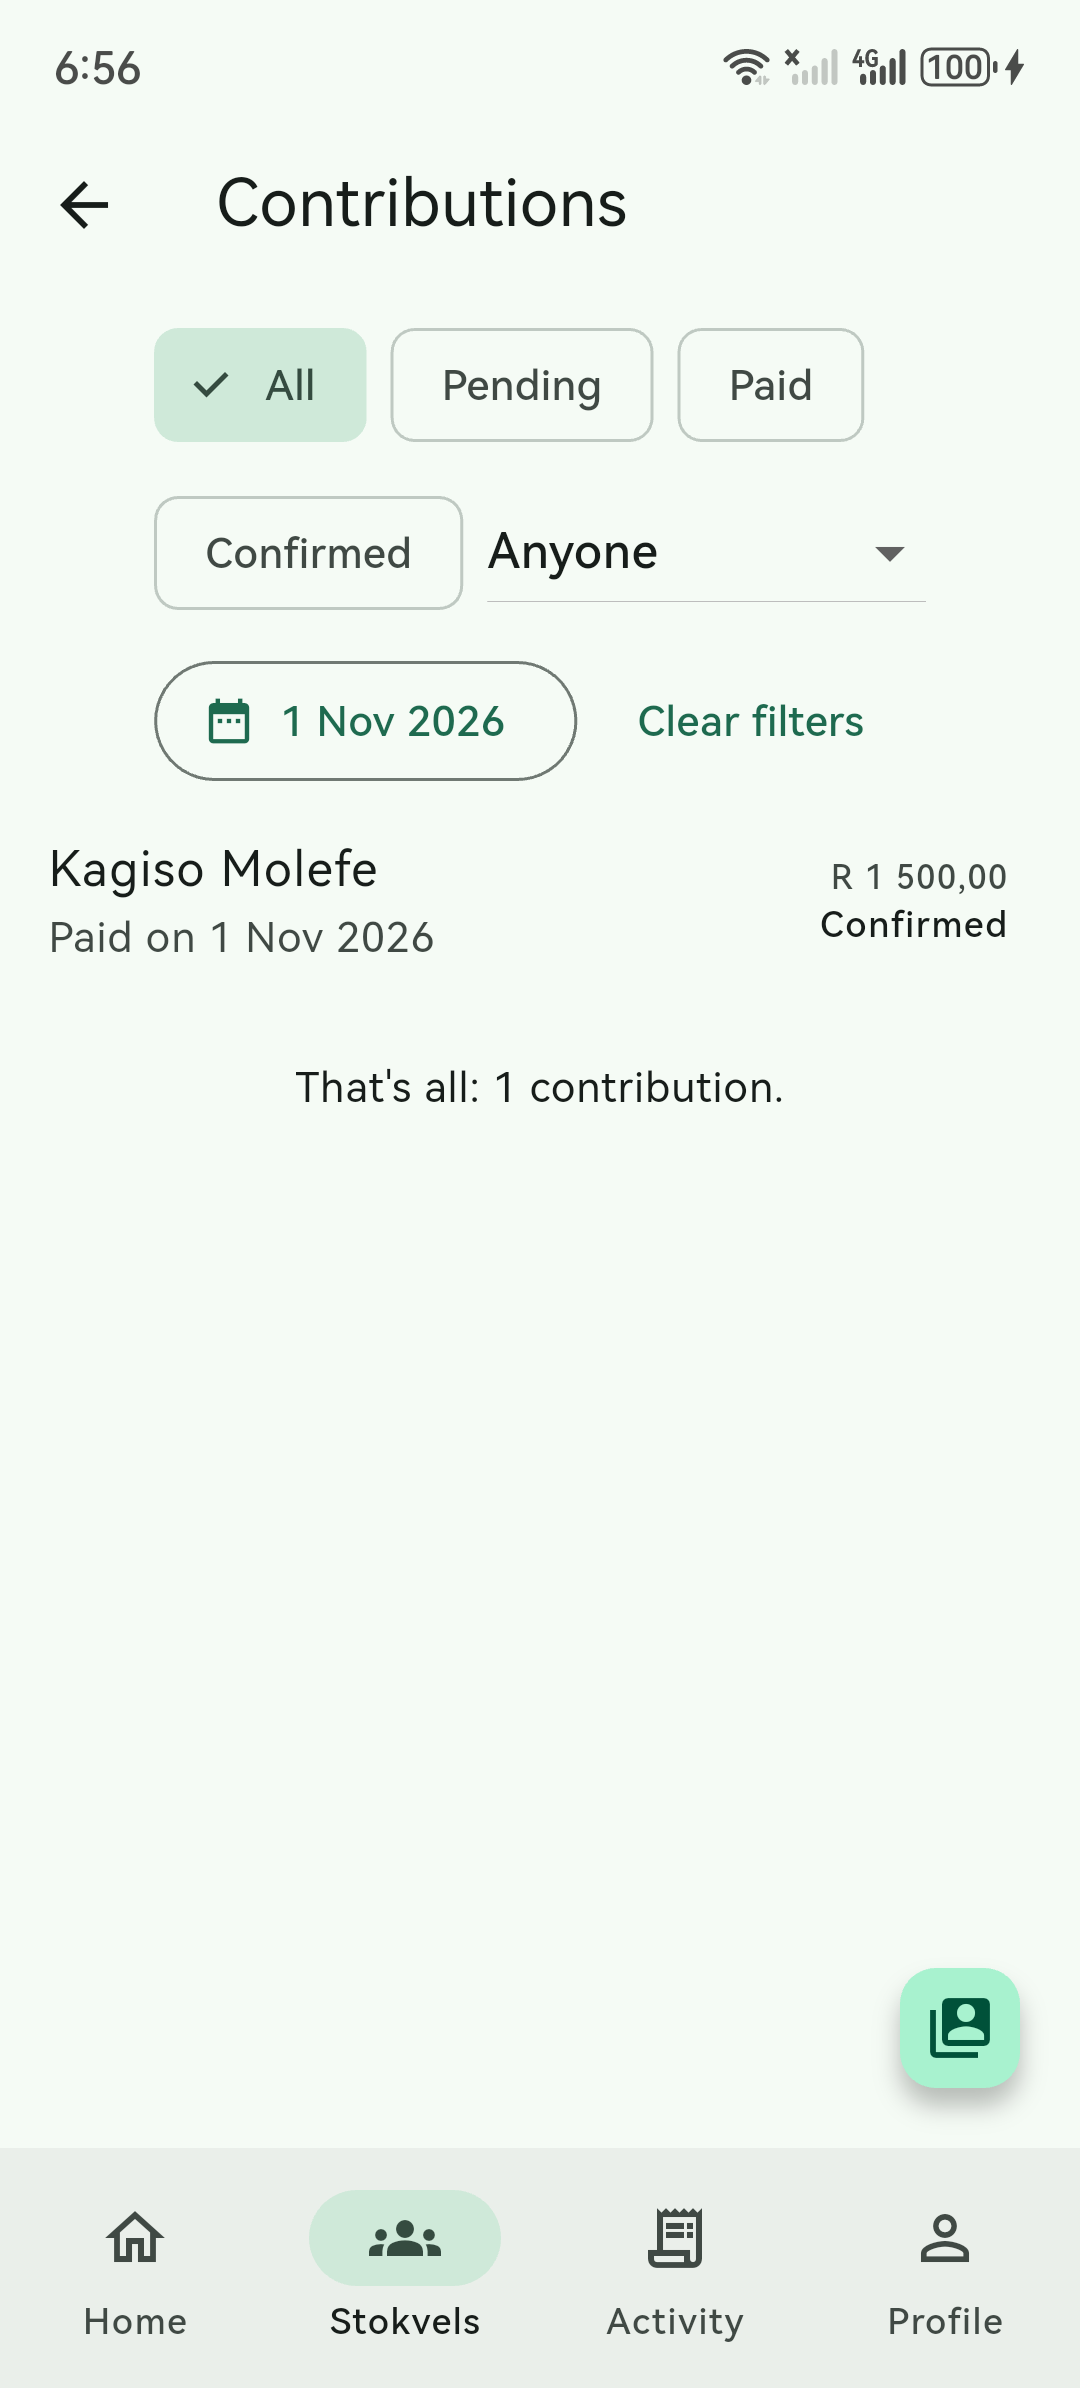 6:56
4G
100
Contributions
All
Pending
Paid
Confirmed
Anyone
1 Nov 2026
Clear filters
Kagiso Molefe
R 1 500,00
Paid on 1 Nov 2026
Confirmed
That's all: 1 contribution.
Home
Stokvels
Activity
Profile